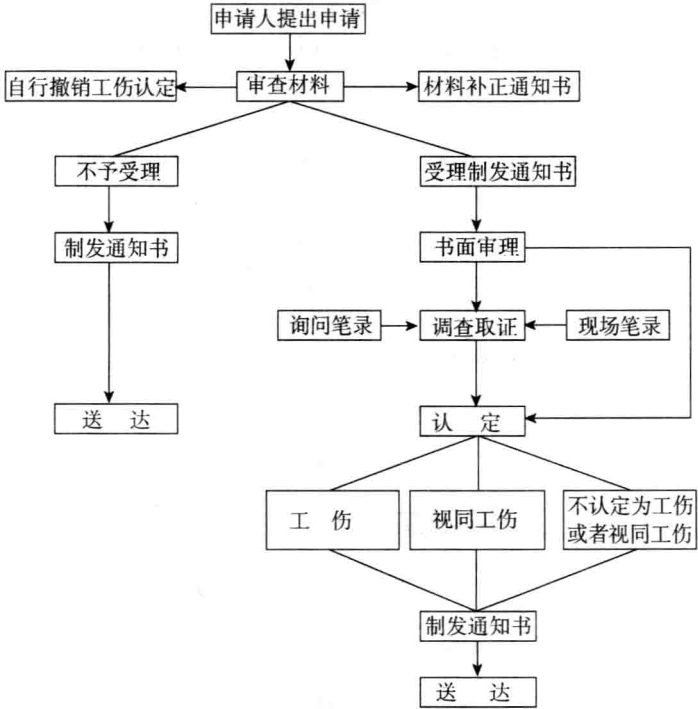 申请人提出申请
自行撤销工伤认定
审查材料
材料补正通知书
不予受理
受理制发通知书
制发通知书
书面审理
询问笔录
调查取证
现场笔录
送 达
认 定
工 伤
视同工伤
不认定为工伤
或者视同工伤
制发通知书
送 达